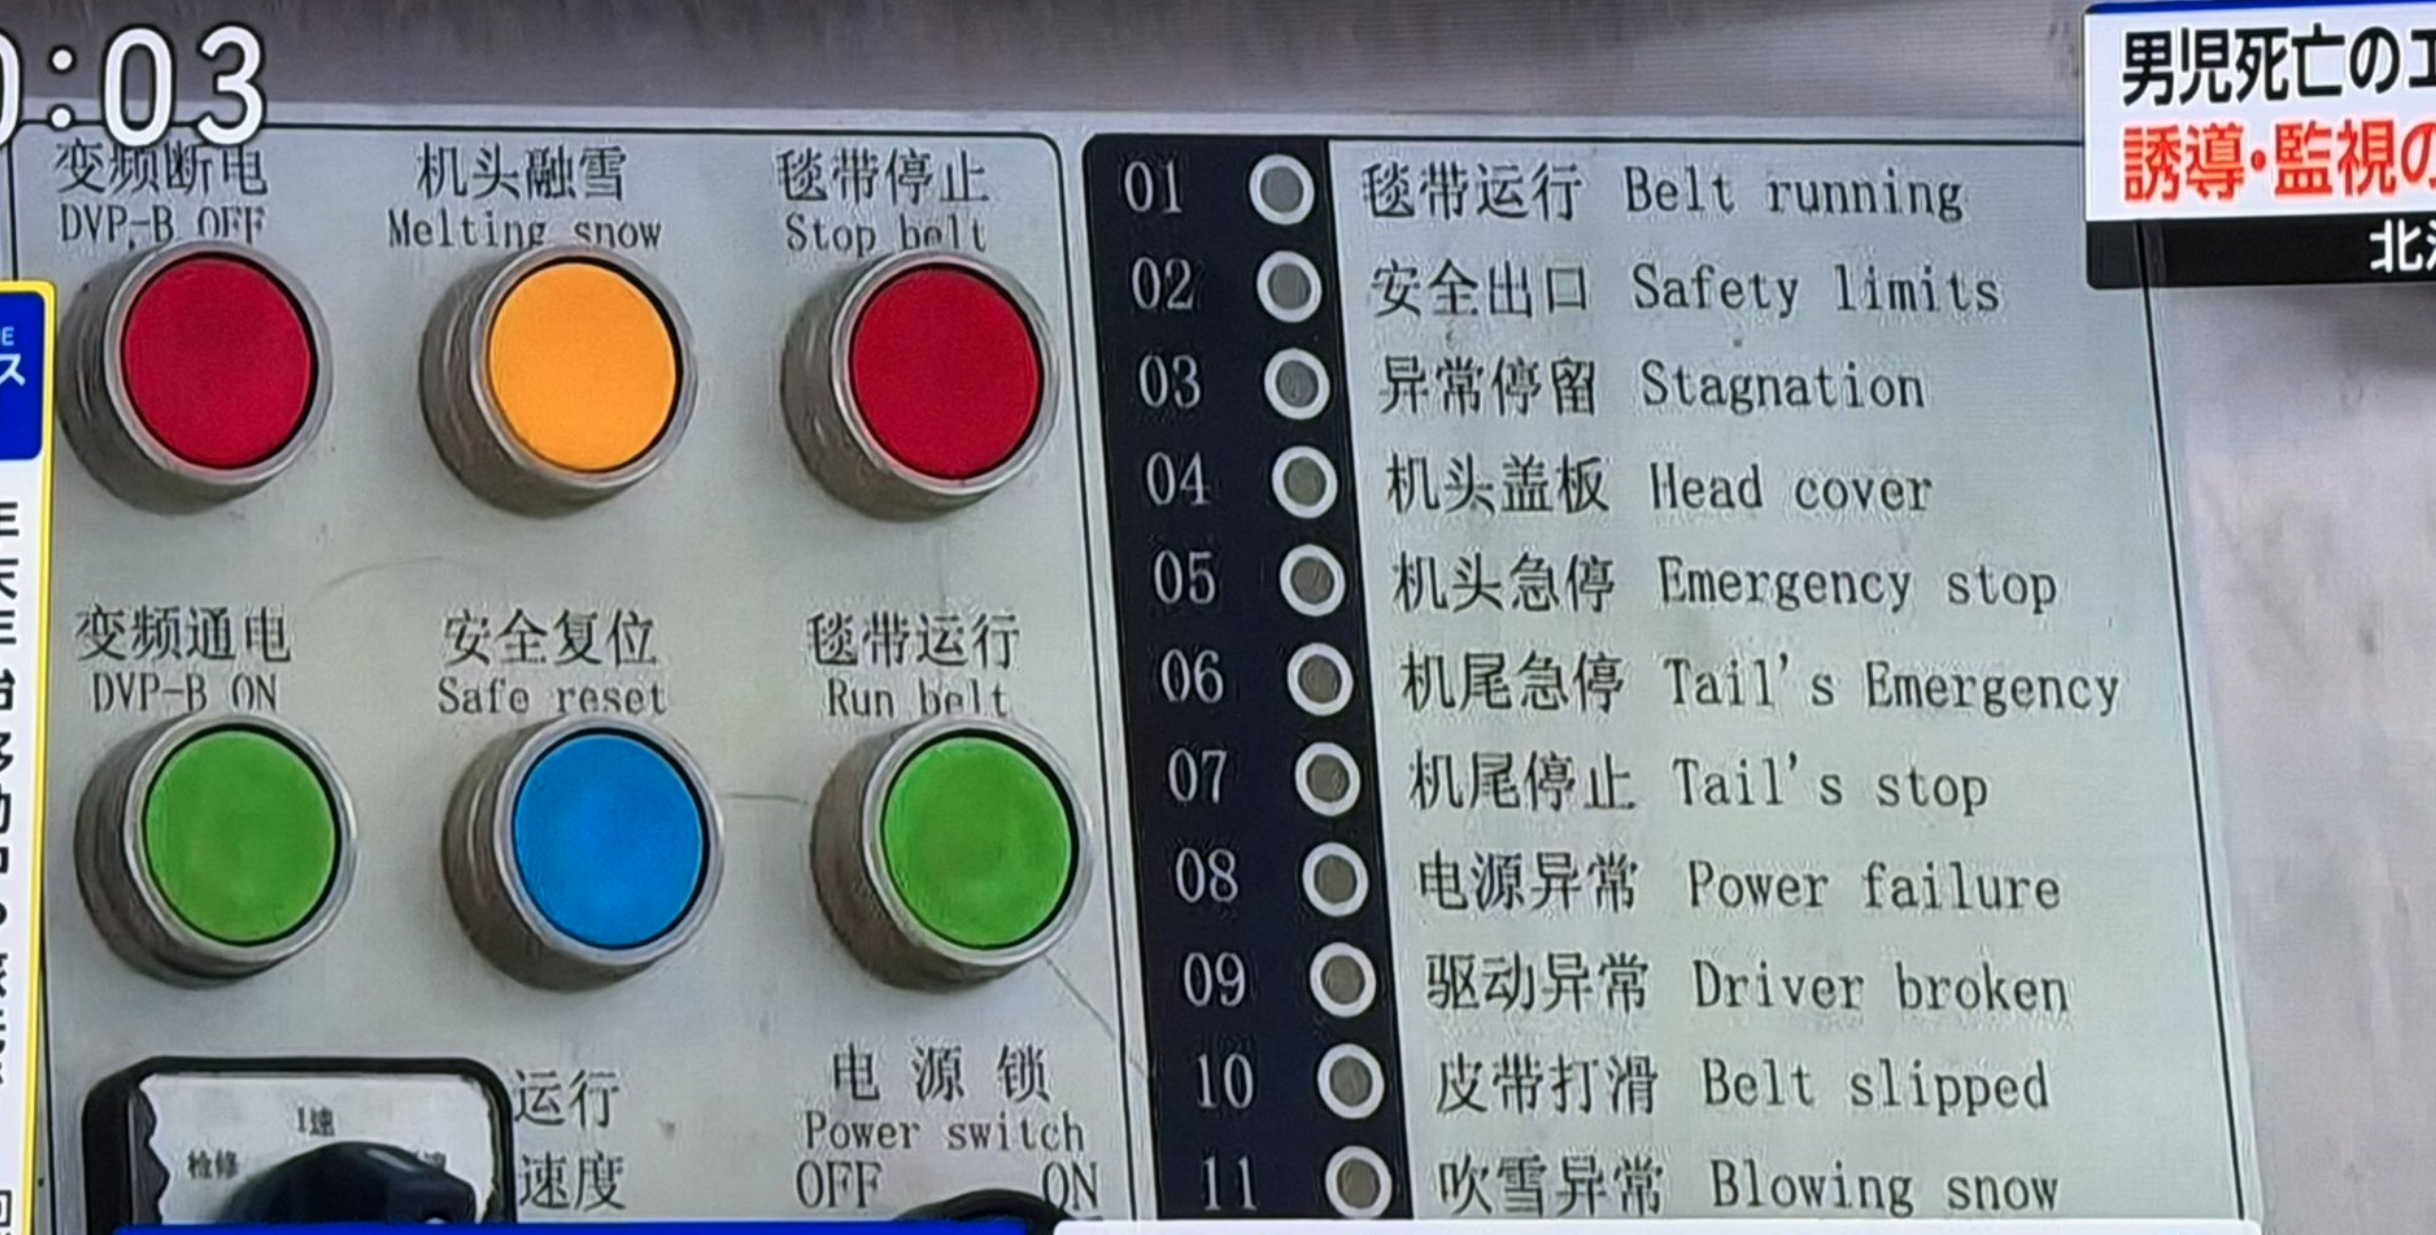 :03
男児死亡の
誘導・監視の
北
变频断电
DVP-B OFF
机头融雪
Melting snow
毯带停止
Stop belt
变频通电
DVP-B ON
安全复位
Safe reset
毯带运行
Run belt
1速
检修
运行
速度
电源锁
Power switch
OFF ON
01 毯带运行 Belt running
02 安全出口 Safety limits
03 异常停留 Stagnation
04 机头盖板 Head cover
05 机头急停 Emergency stop
06 机尾急停 Tail's Emergency
07 机尾停止 Tail's stop
08 电源异常 Power failure
09 驱动异常 Driver broken
10 皮带打滑 Belt slipped
11 吹雪异常 Blowing snow